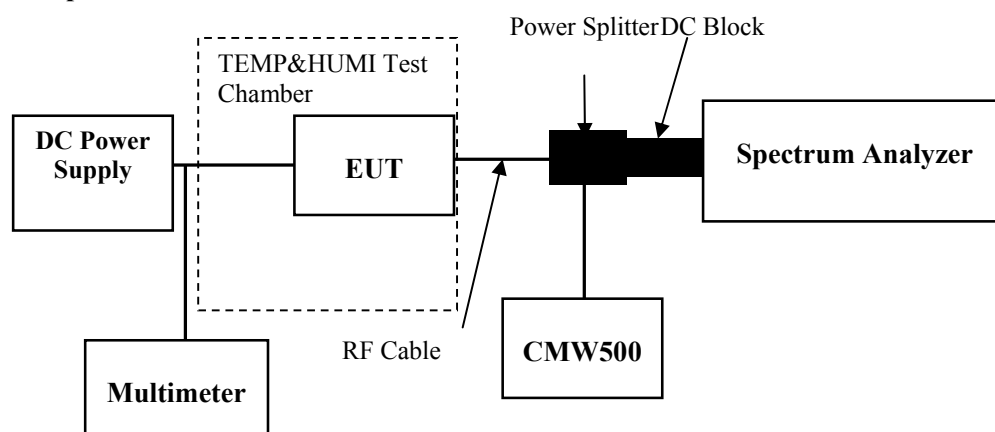 Power Splitter DC Block
TEMP&HUMI Test
Chamber
DC Power
Supply
EUT
Spectrum Analyzer
RF Cable
CMW500
Multimeter